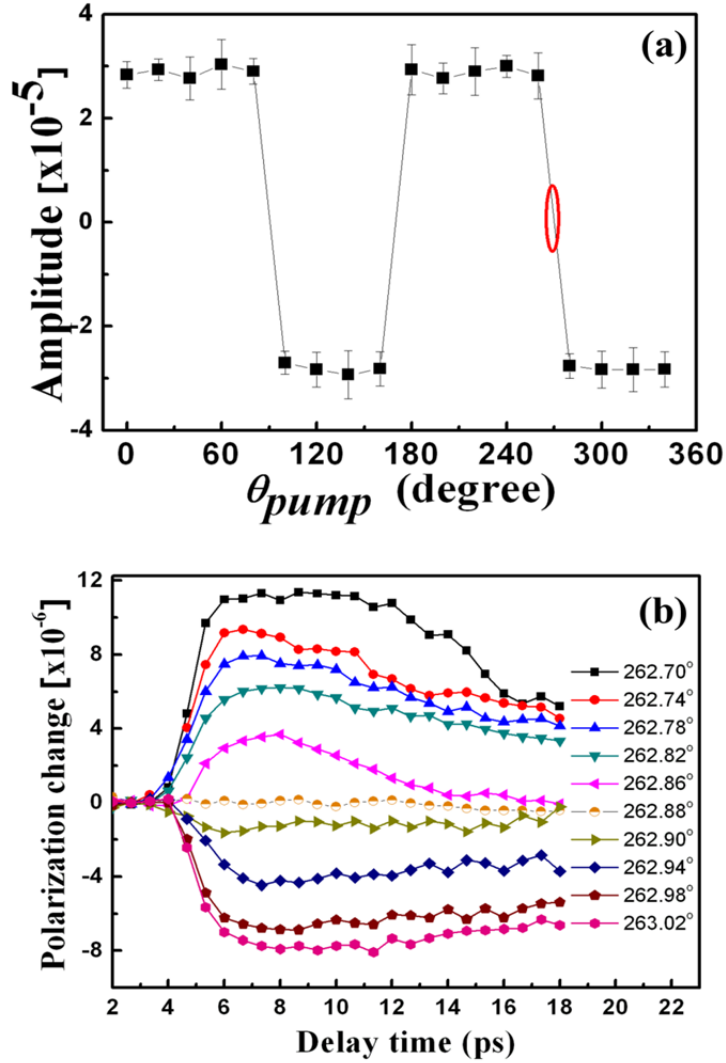 (a)
Amplitude [x10⁻⁵]
4
2
0
-2
-4
0 60 120 180 240 300 360
θpump (degree)
(b)
Polarization change [x10⁻⁶]
12
8
4
0
-4
-8
262.70°
262.74°
262.78°
262.82°
262.86°
262.88°
262.90°
262.94°
262.98°
263.02°
2 4 6 8 10 12 14 16 18 20 22
Delay time (ps)